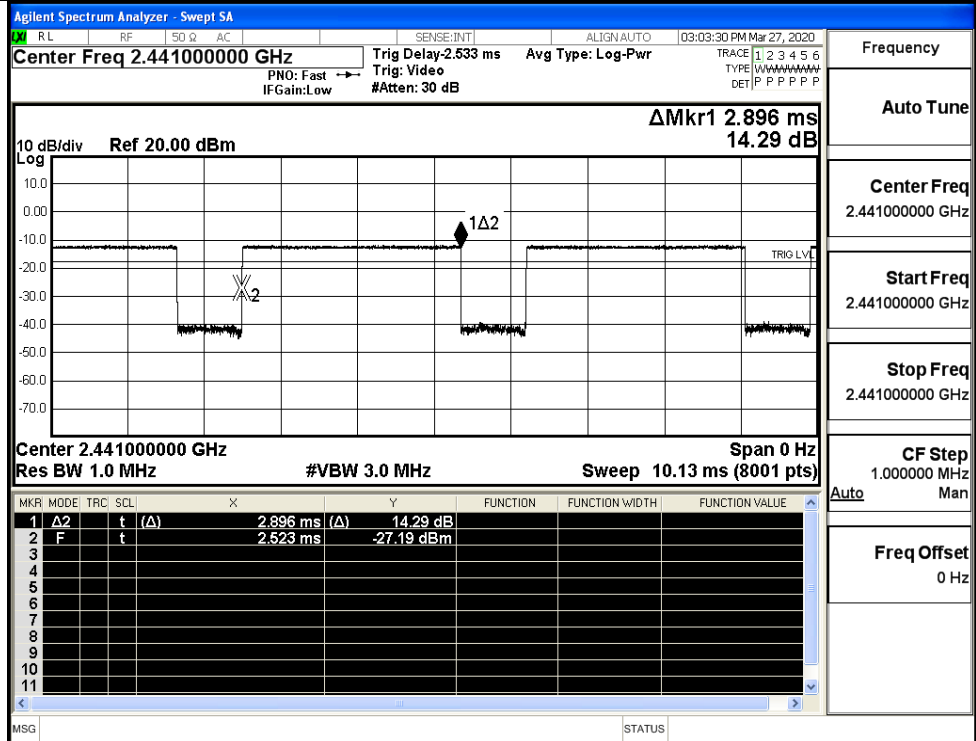 Agilent Spectrum Analyzer - Swept SA
LXI RL RF 50 Ω AC SENSE:INT ALIGNAUTO 03:03:30 PM Mar 27, 2020
Center Freq 2.441000000 GHz Trig Delay-2.533 ms Avg Type: Log-Pwr TRACE 1 2 3 4 5 6
PNO: Fast Trig: Video TYPE WWWWWW
IFGain:Low #Atten: 30 dB DET P P P P P P
ΔMkr1 2.896 ms
10 dB/div Ref 20.00 dBm 14.29 dB
Log
10.0
0.00
1Δ2
-10.0
TRIG LVL
-20.0
-30.0
2
-40.0
-50.0
-60.0
-70.0
Center 2.441000000 GHz Span 0 Hz
Res BW 1.0 MHz #VBW 3.0 MHz Sweep 10.13 ms (8001 pts)
MKR MODE TRC SCL X Y FUNCTION FUNCTION WIDTH FUNCTION VALUE
1 Δ2 t (Δ) 2.896 ms (Δ) 14.29 dB
2 F t 2.523 ms -27.19 dBm
3
4
5
6
7
8
9
10
11
MSG STATUS
Frequency
Auto Tune
Center Freq
2.441000000 GHz
Start Freq
2.441000000 GHz
Stop Freq
2.441000000 GHz
CF Step
1.000000 MHz
Auto Man
Freq Offset
0 Hz